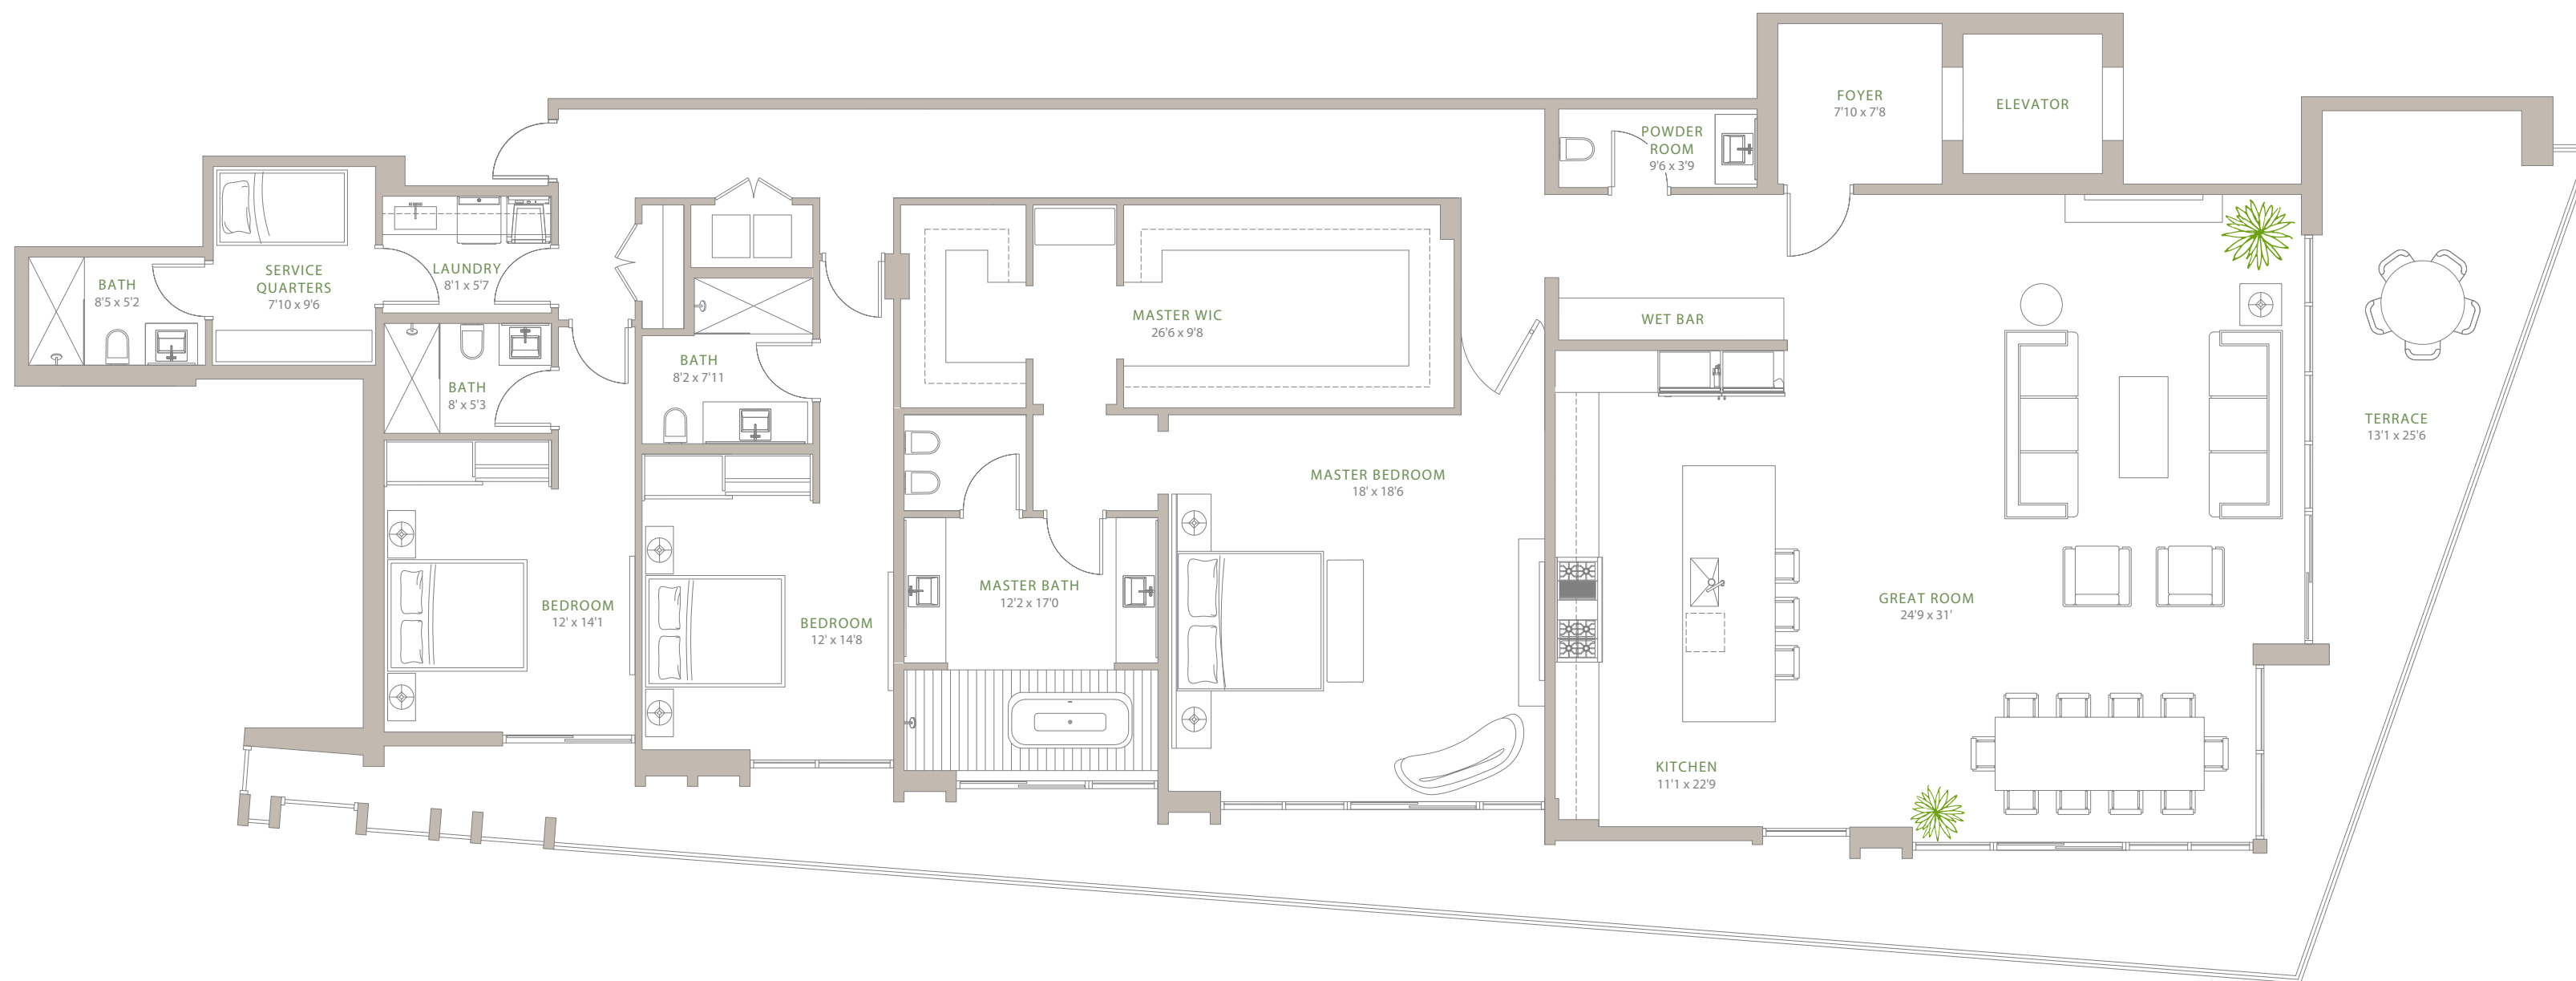 FOYER
7'10 x 7'8
ELEVATOR
POWDER
ROOM
9'6 x 3'9
SERVICE
QUARTERS
7'10 x 9'6
LAUNDRY
8'1 x 5'7
BATH
8'5 x 5'2
MASTER WIC
26'6 x 9'8
WET BAR
BATH
8'2 x 7'11
BATH
8' x 5'3
TERRACE
13'1 x 25'6
MASTER BEDROOM
18' x 18'6
MASTER BATH
12'2 x 17'0
GREAT ROOM
24'9 x 31'
BEDROOM
12' x 14'1
BEDROOM
12' x 14'8
KITCHEN
11'1 x 22'9